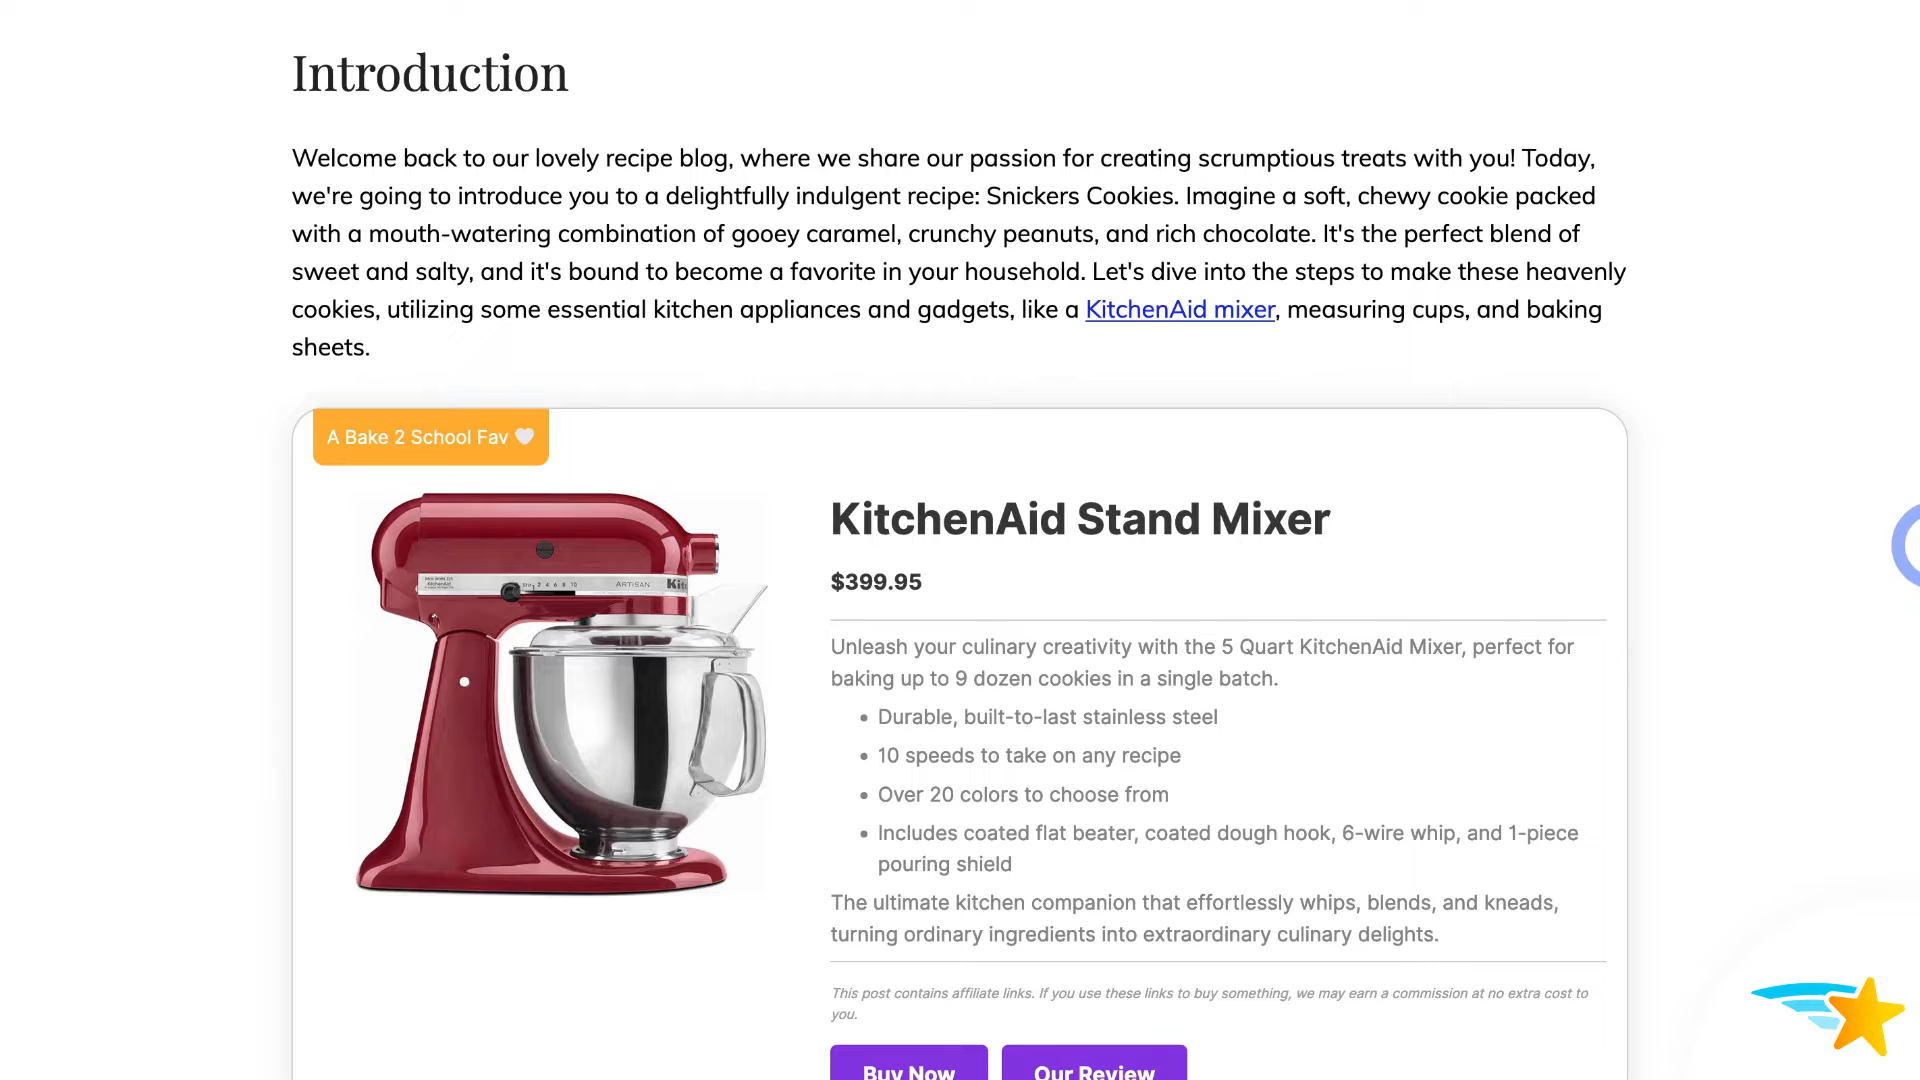 Introduction
Welcome back to our lovely recipe blog, where we share our passion for creating scrumptious treats with you! Today,
we're going to introduce you to a delightfully indulgent recipe: Snickers Cookies. Imagine a soft, chewy cookie packed
with a mouth-watering combination of gooey caramel, crunchy peanuts, and rich chocolate. It's the perfect blend of
sweet and salty, and it's bound to become a favorite in your household. Let's dive into the steps to make these heavenly
cookies, utilizing some essential kitchen appliances and gadgets, like a KitchenAid mixer, measuring cups, and baking
sheets.
A Bake 2 School Fav
2 4 6 8 10
ARTISAN
Kit
KitchenAid Stand Mixer
$399.95
Unleash your culinary creativity with the 5 Quart KitchenAid Mixer, perfect for
baking up to 9 dozen cookies in a single batch.
• Durable, built-to-last stainless steel
• 10 speeds to take on any recipe
• Over 20 colors to choose from
• Includes coated flat beater, coated dough hook, 6-wire whip, and 1-piece
pouring shield
The ultimate kitchen companion that effortlessly whips, blends, and kneads,
turning ordinary ingredients into extraordinary culinary delights.
This post contains affiliate links. If you use these links to buy something, we may earn a commission at no extra cost to
you.
Buy Now
Our Review